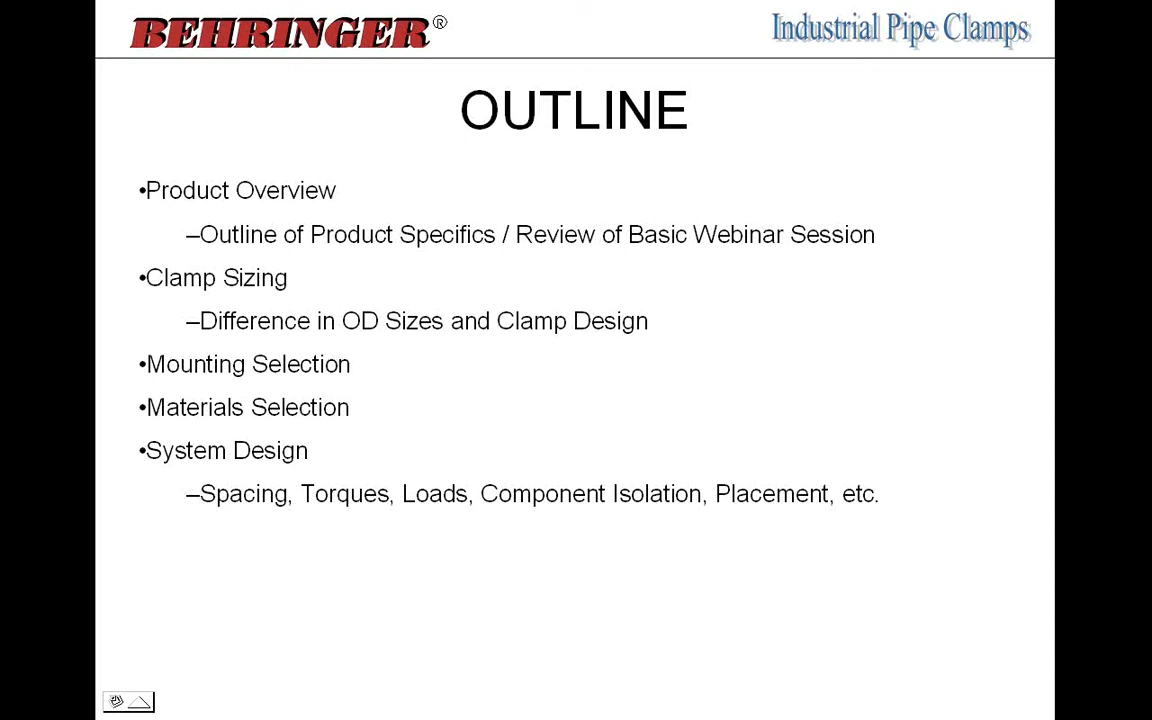 BEHRINGER®
Industrial Pipe Clamps
OUTLINE
•Product Overview
–Outline of Product Specifics / Review of Basic Webinar Session
•Clamp Sizing
–Difference in OD Sizes and Clamp Design
•Mounting Selection
•Materials Selection
•System Design
–Spacing, Torques, Loads, Component Isolation, Placement, etc.